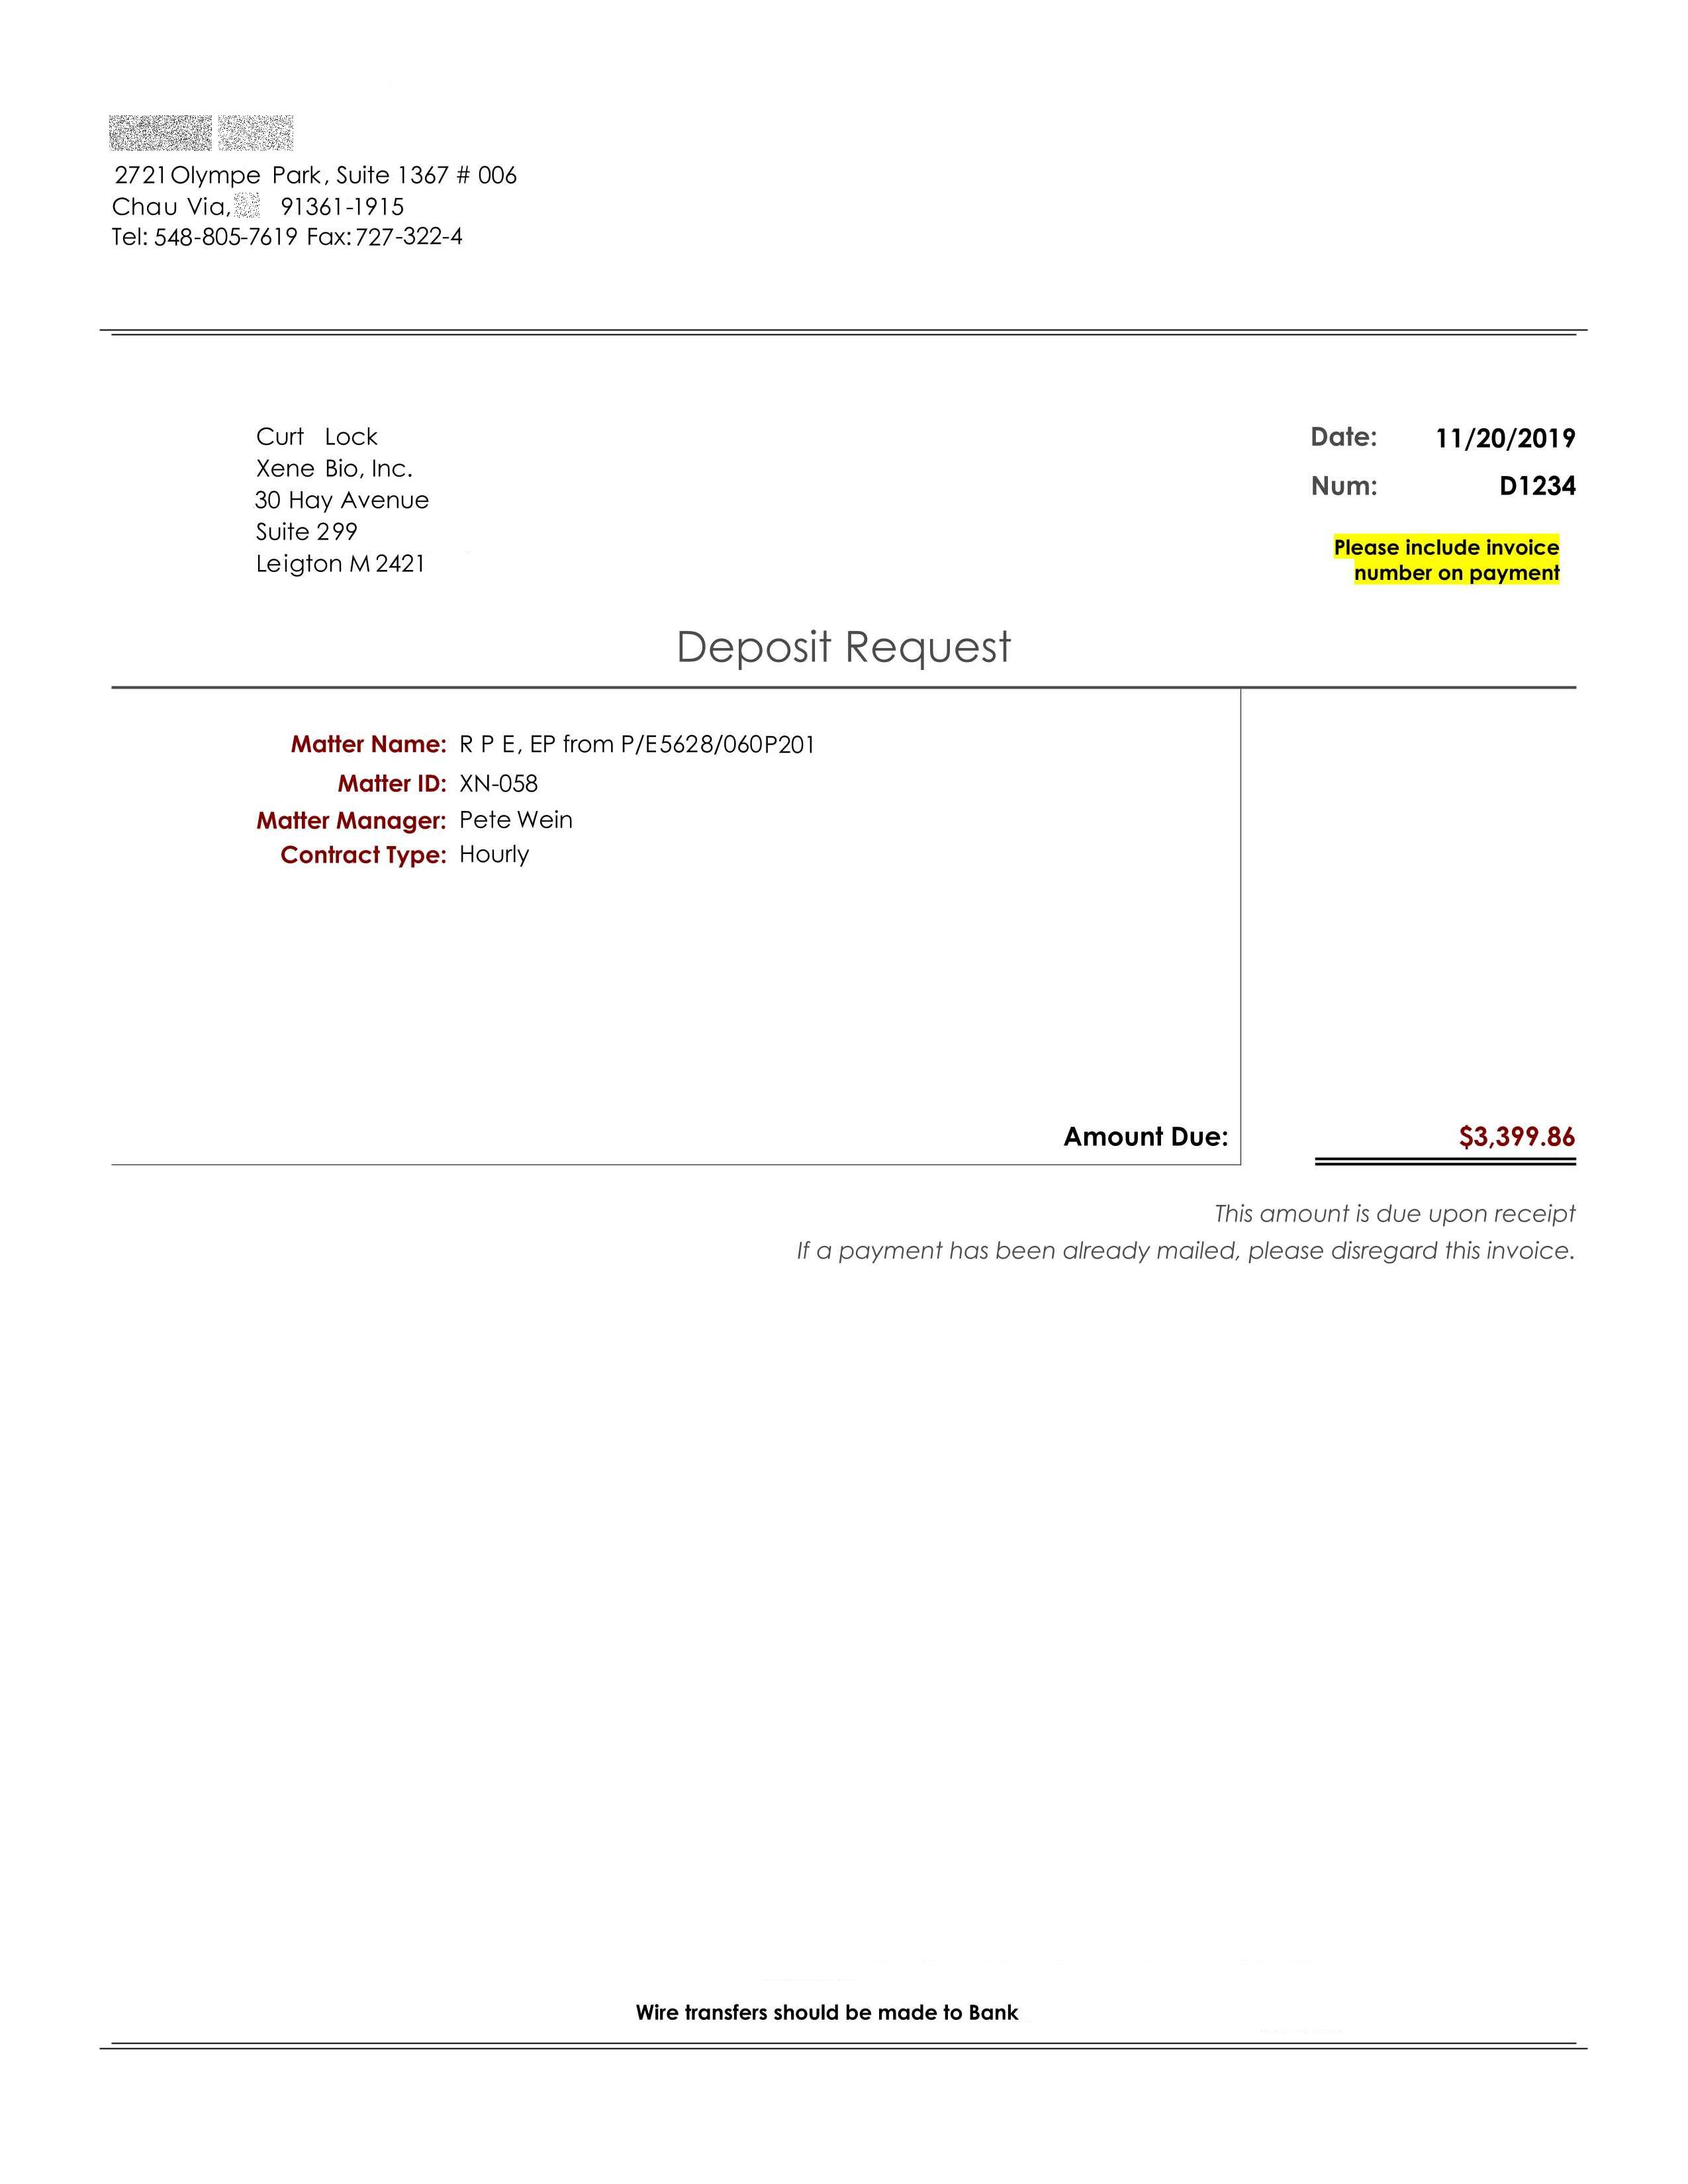 2721 Olympe Park, Suite 1367 # 006
Chau Via, 91361-1915
Tel: 548-805-7619 Fax: 727-322-4
Curt Lock
Xene Bio, Inc.
30 Hay Avenue
Suite 299
Leigton M 2421
Date: 11/20/2019
Num: D1234
Please include invoice
number on payment
Deposit Request
Matter Name: R P E, EP from P/E5628/060P201
Matter ID: XN-058
Matter Manager: Pete Wein
Contract Type: Hourly
Amount Due: $3,399.86
This amount is due upon receipt
If a payment has been already mailed, please disregard this invoice.
Wire transfers should be made to Bank